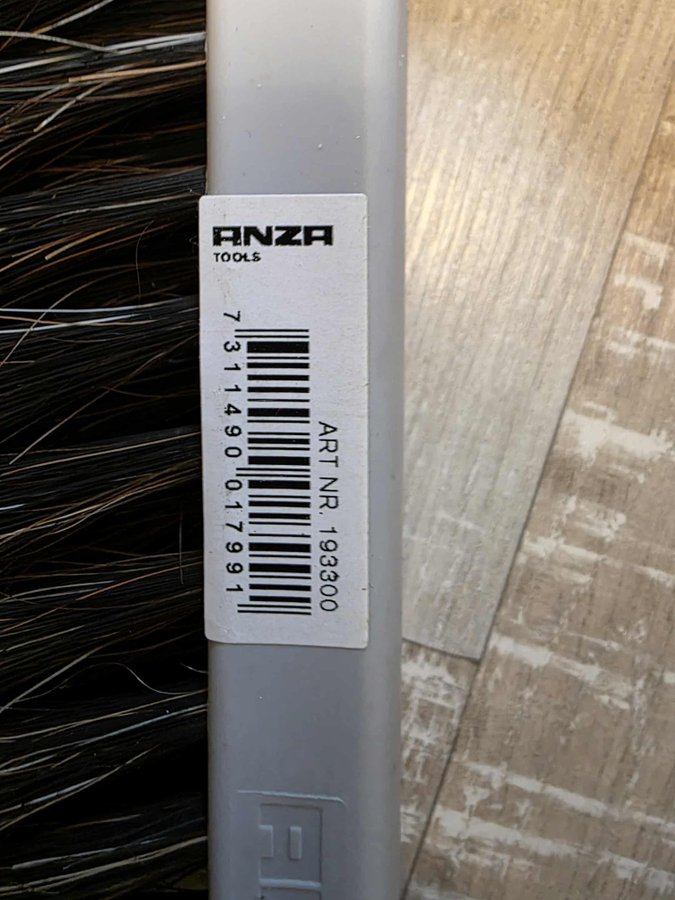 ANZA
TOOLS
7 311490 017991
ART NR. 193300